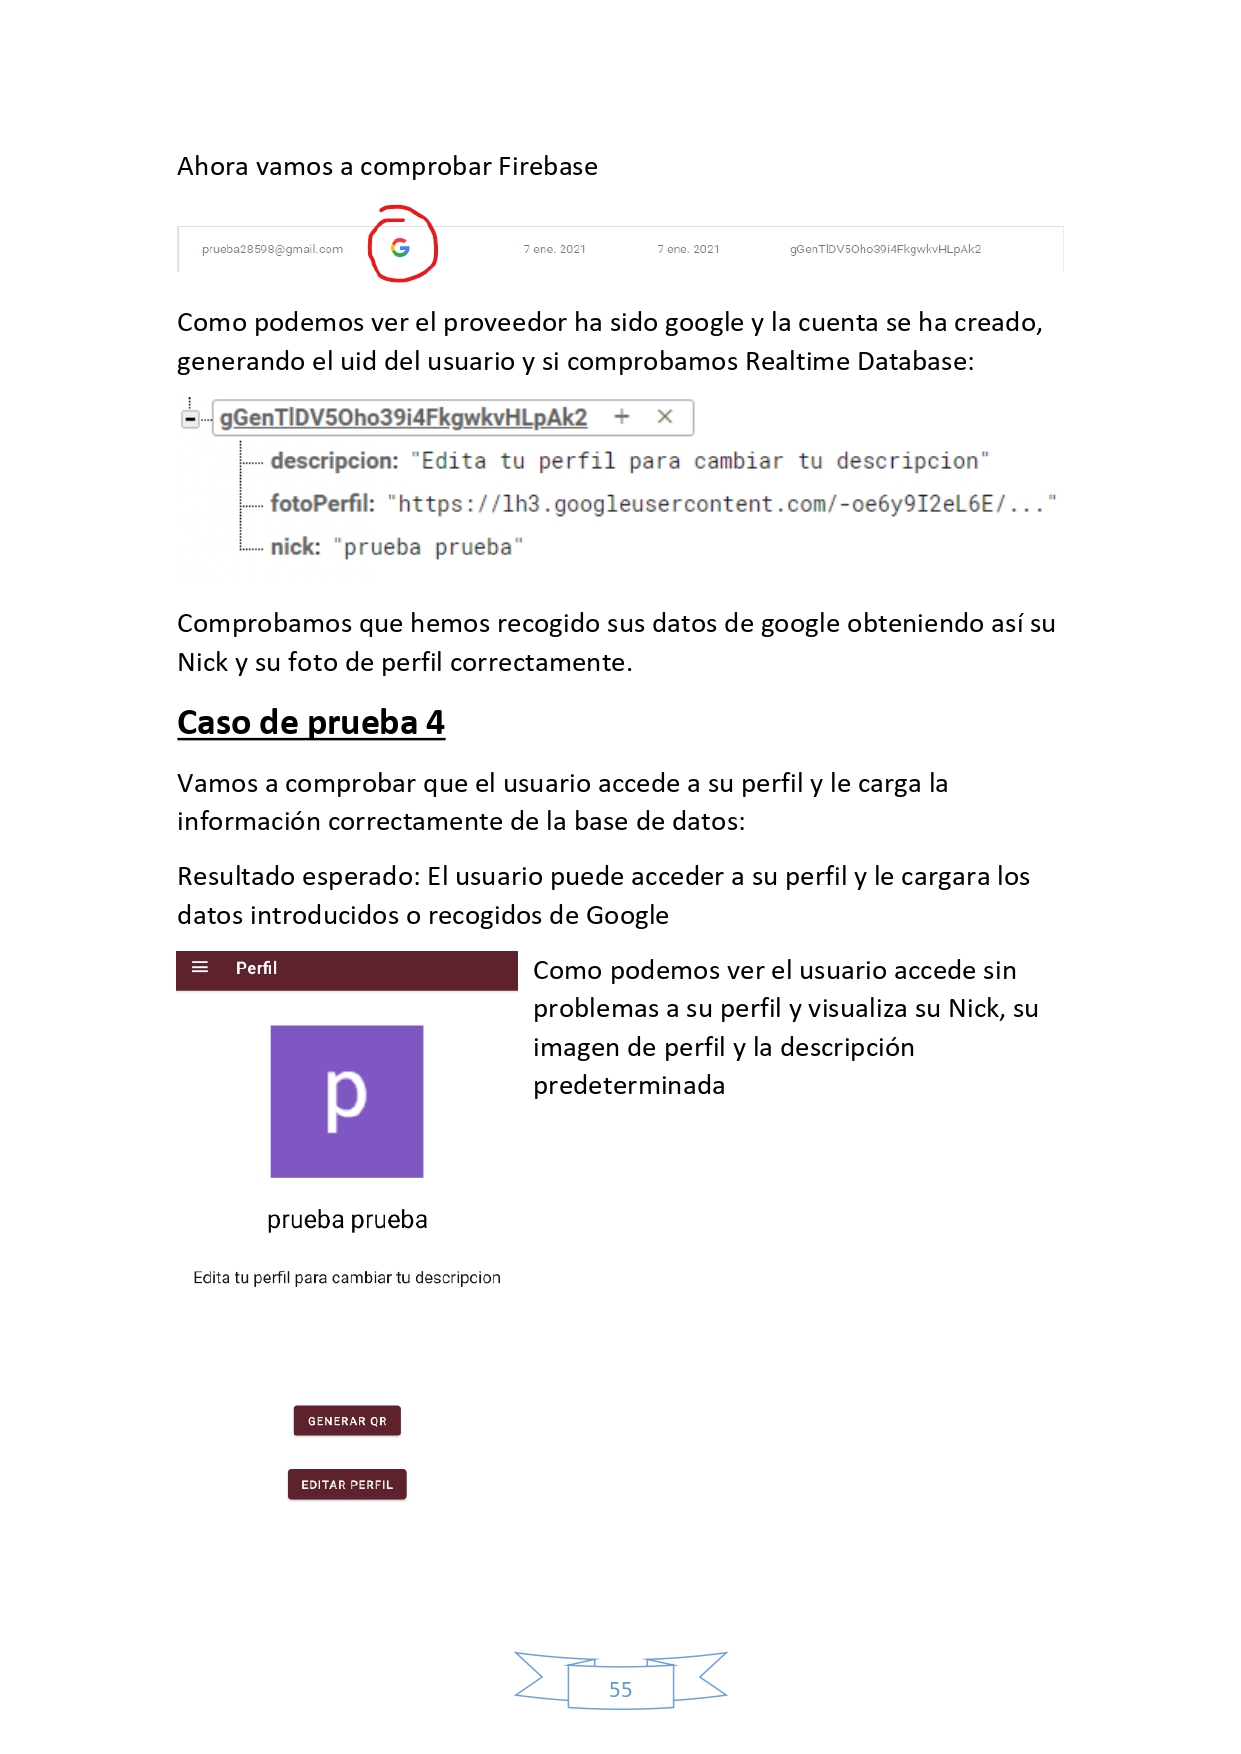 Ahora vamos a comprobar Firebase
prueba28598@gmail.com 7 ene. 2021 7 ene. 2021 gGenTlDV5Oho39i4FkgwkvHLpAk2
Como podemos ver el proveedor ha sido google y la cuenta se ha creado,
generando el uid del usuario y si comprobamos Realtime Database:
gGenTlDV5Oho39i4FkgwkvHLpAk2 + ×
descripcion: "Edita tu perfil para cambiar tu descripcion"
fotoPerfil: "https://lh3.googleusercontent.com/-oe6y9I2eL6E/..."
nick: "prueba prueba"
Comprobamos que hemos recogido sus datos de google obteniendo así su
Nick y su foto de perfil correctamente.
Caso de prueba 4
Vamos a comprobar que el usuario accede a su perfil y le carga la
información correctamente de la base de datos:
Resultado esperado: El usuario puede acceder a su perfil y le cargara los
datos introducidos o recogidos de Google
Perfil
p
prueba prueba
Edita tu perfil para cambiar tu descripcion
GENERAR QR
EDITAR PERFIL
Como podemos ver el usuario accede sin
problemas a su perfil y visualiza su Nick, su
imagen de perfil y la descripción
predeterminada
55